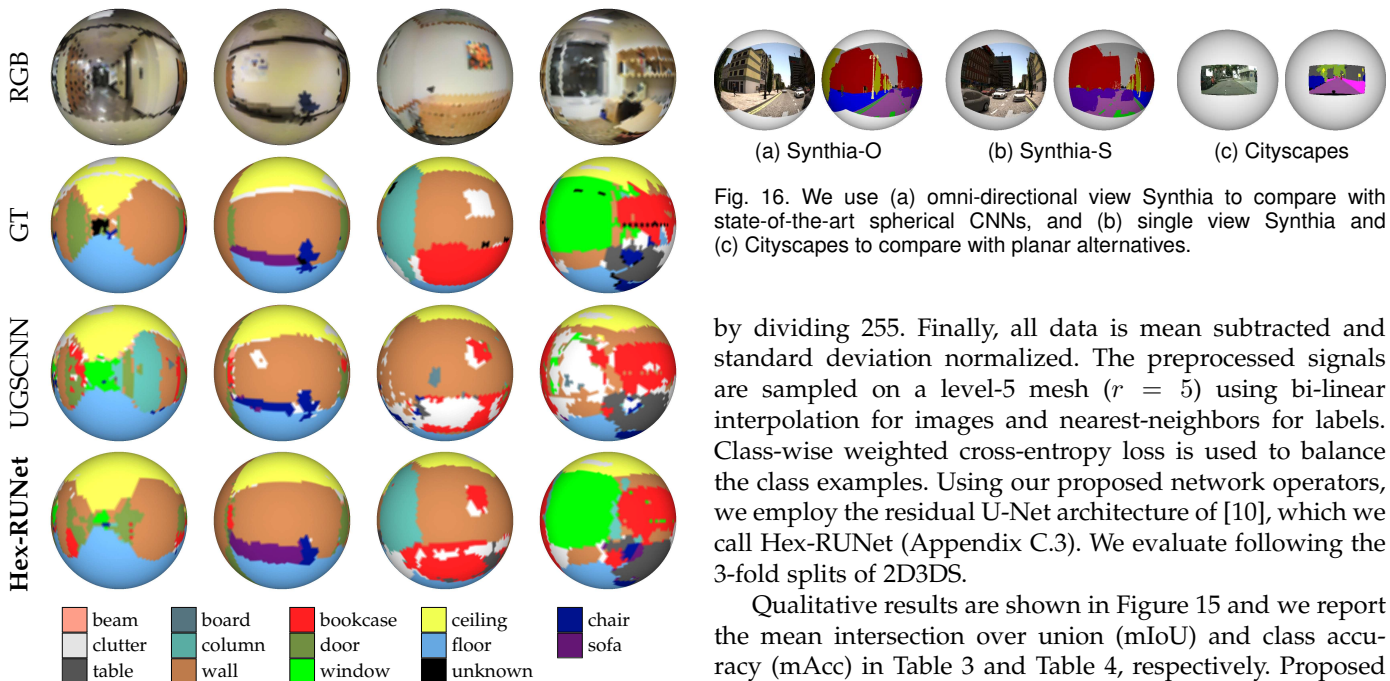 RGB
GT
UGSCNN
Hex-RUNet
beam
board
bookcase
ceiling
chair
clutter
column
door
floor
sofa
table
wall
window
unknown
(a) Synthia-O
(b) Synthia-S
(c) Cityscapes
Fig. 16. We use (a) omni-directional view Synthia to compare with
state-of-the-art spherical CNNs, and (b) single view Synthia and
(c) Cityscapes to compare with planar alternatives.
by dividing 255. Finally, all data is mean subtracted and
standard deviation normalized. The preprocessed signals
are sampled on a level-5 mesh (r = 5) using bi-linear
interpolation for images and nearest-neighbors for labels.
Class-wise weighted cross-entropy loss is used to balance
the class examples. Using our proposed network operators,
we employ the residual U-Net architecture of [10], which we
call Hex-RUNet (Appendix C.3). We evaluate following the
3-fold splits of 2D3DS.
Qualitative results are shown in Figure 15 and we report
the mean intersection over union (mIoU) and class accu-
racy (mAcc) in Table 3 and Table 4, respectively. Proposed